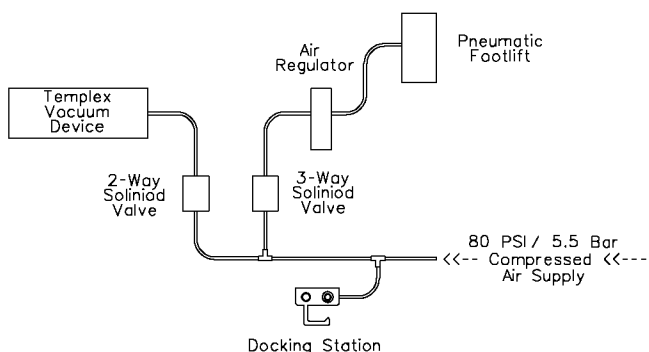 Pneumatic
Footlift
Air
Regulator
Templex
Vacuum
Device
2-Way
Soliniod
Valve
3-Way
Soliniod
Valve
80 PSI/ 5.5 Bar
<<-- Compressed <<---
Air Supply
Docking Station